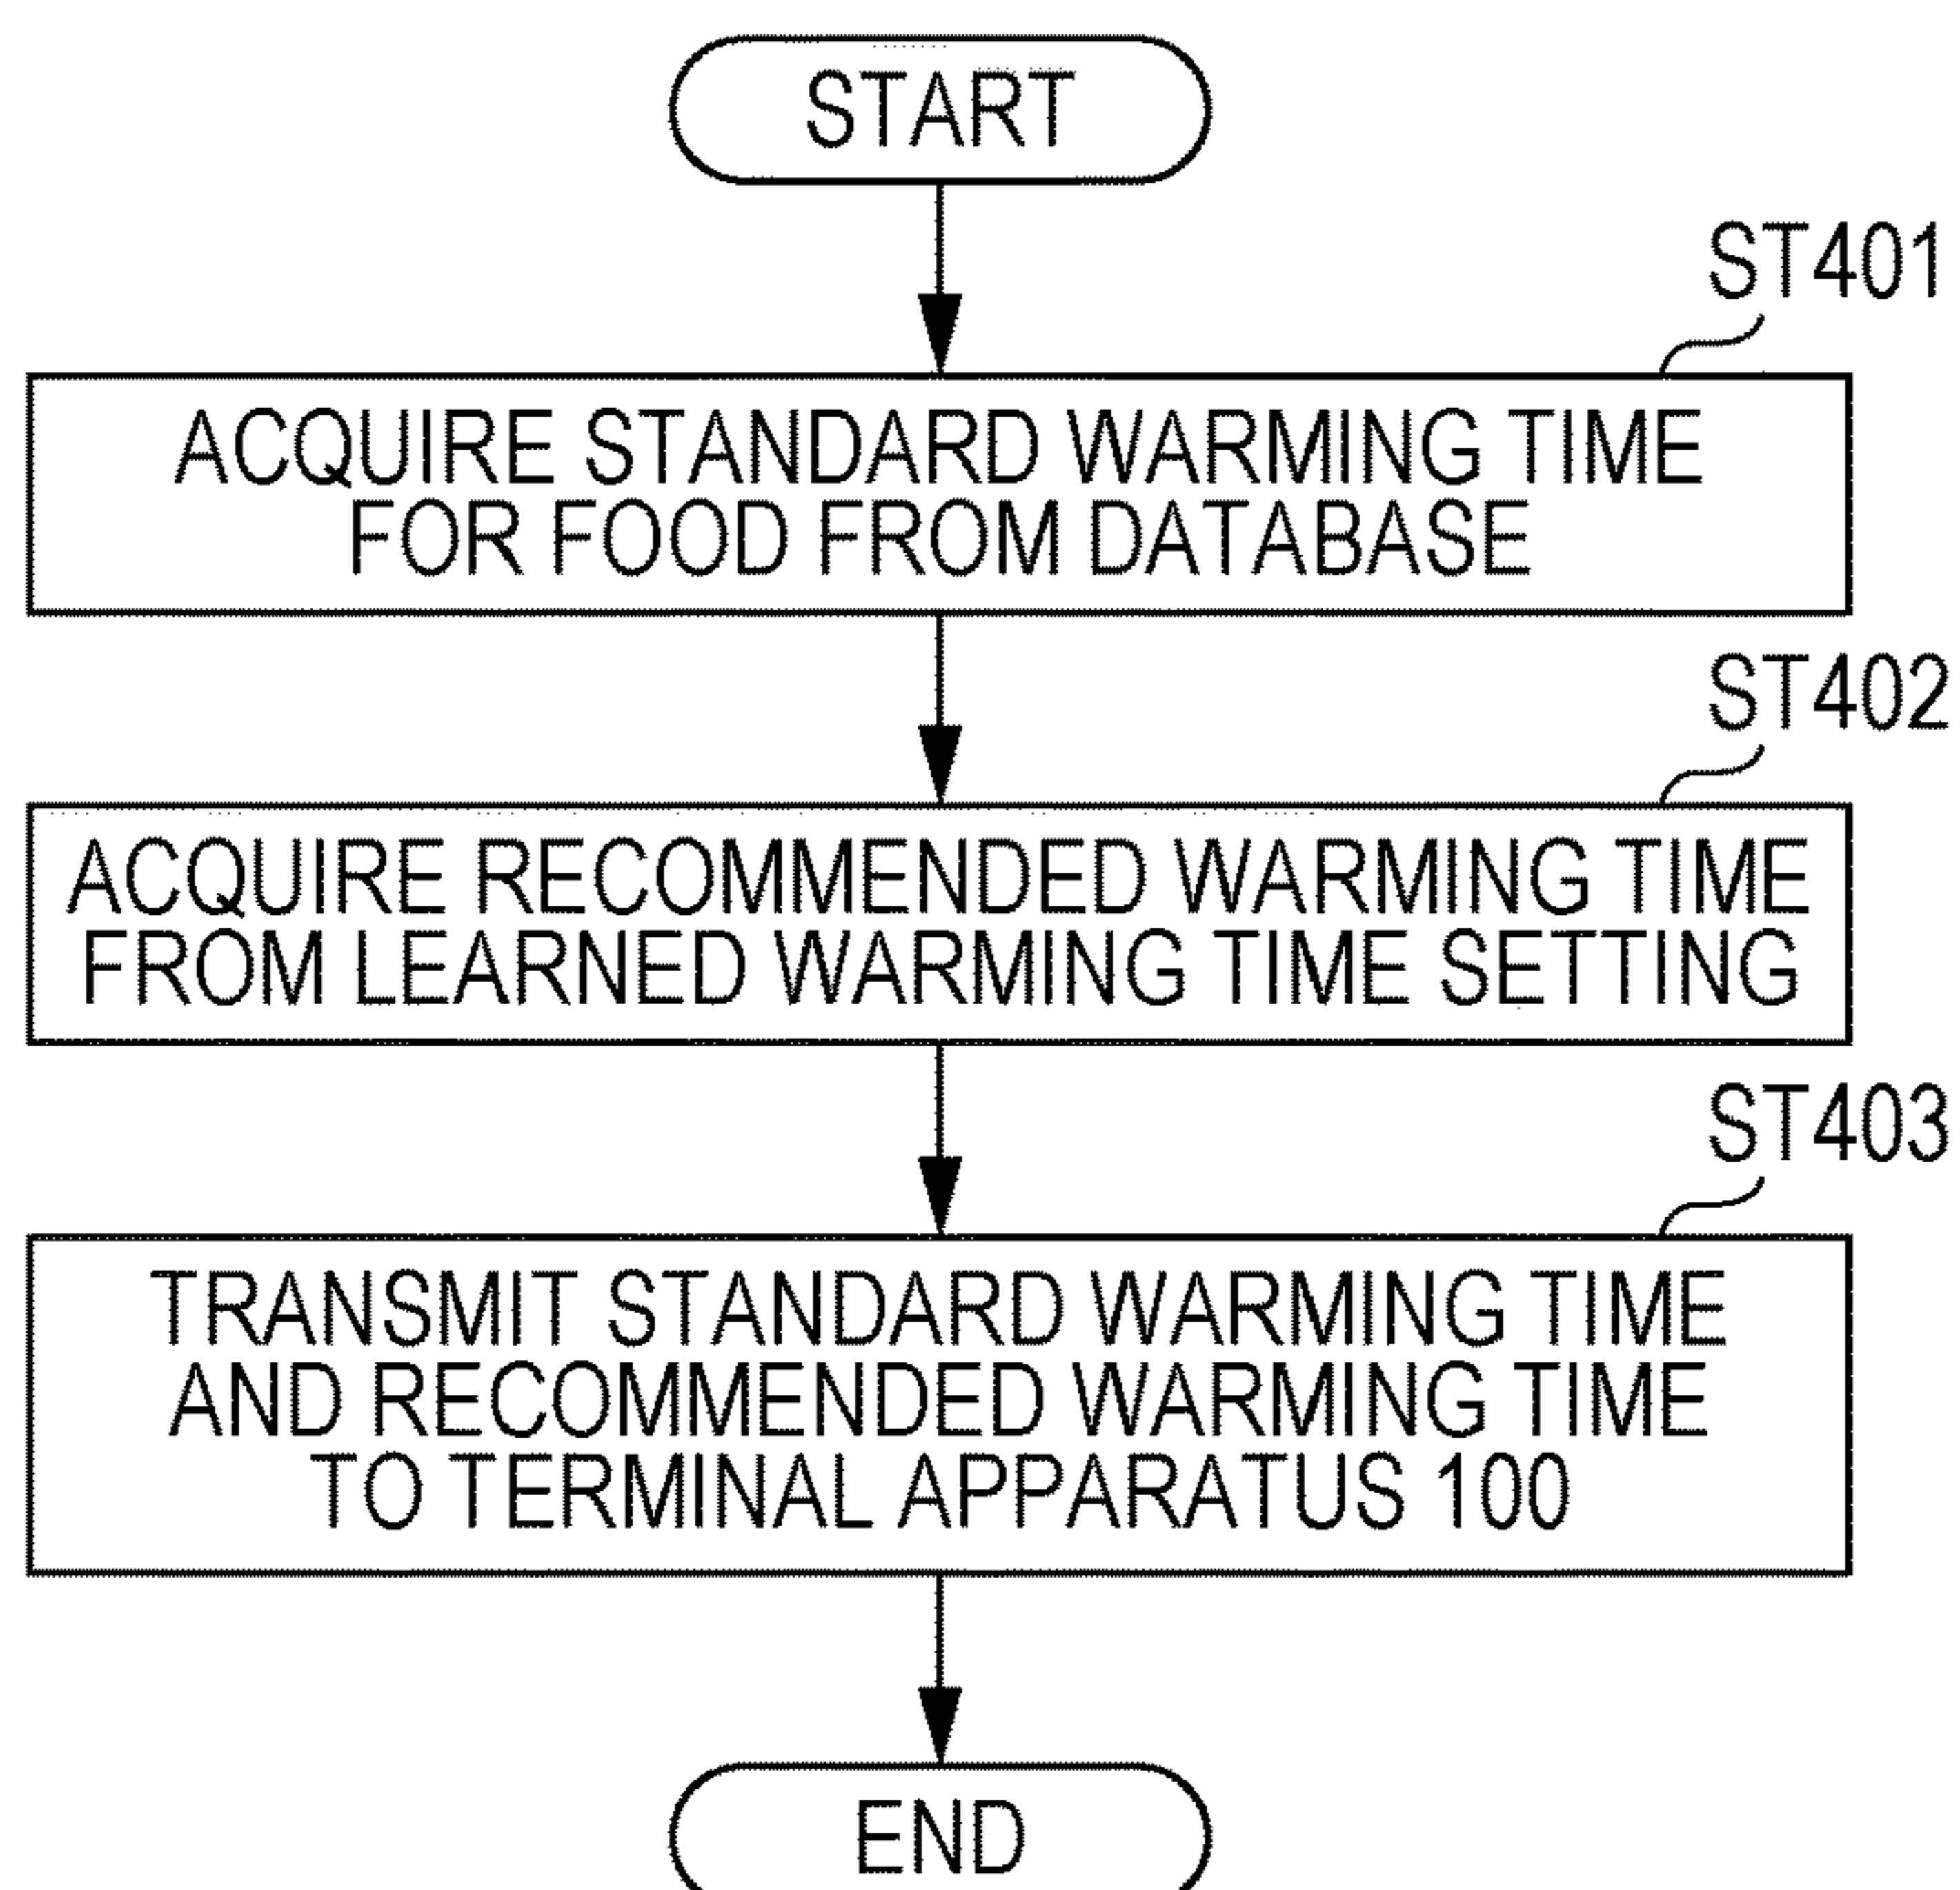 START
ST401
ACQUIRE STANDARD WARMING TIME
FOR FOOD FROM DATABASE
ST402
ACQUIRE RECOMMENDED WARMING TIME
FROM LEARNED WARMING TIME SETTING
ST403
TRANSMIT STANDARD WARMING TIME
AND RECOMMENDED WARMING TIME
TO TERMINAL APPARATUS 100
END